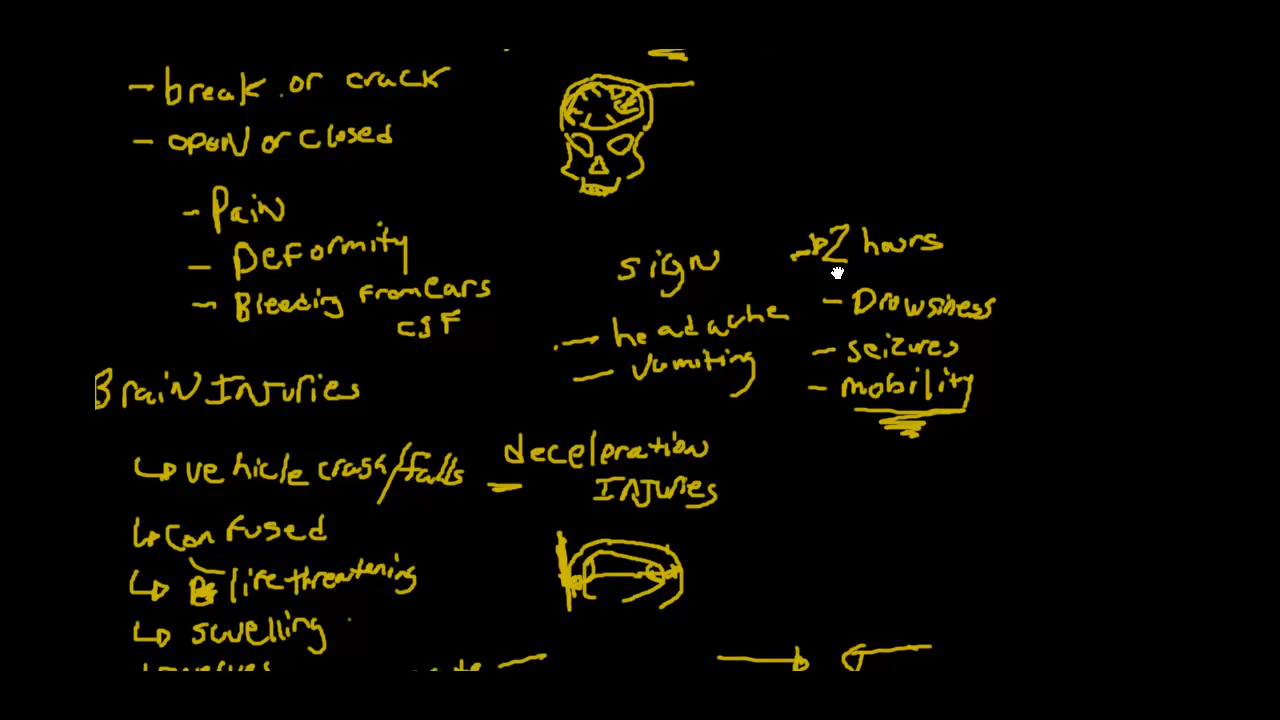 - break or crack
- open or closed
- Pain
- Deformity
- Bleeding from ears
CSF
sign
- headache
- vomiting
2 hours
- Drowsiness
- seizures
- mobility
Brain Injuries
vehicle crash/falls = deceleration
Injuries
Confused
life threatening
swelling